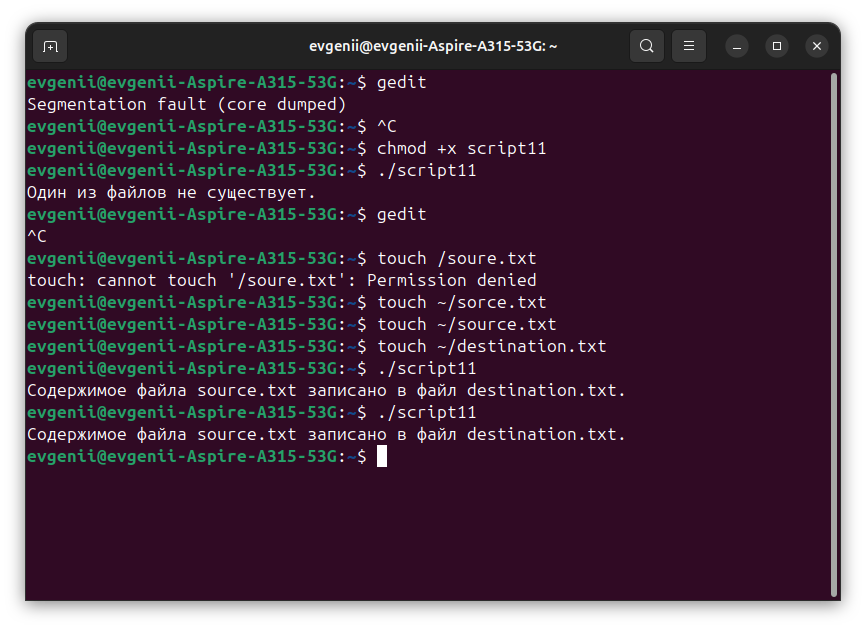 evgenii@evgenii-Aspire-A315-53G: ~
evgenii@evgenii-Aspire-A315-53G:~$ gedit
Segmentation fault (core dumped)
evgenii@evgenii-Aspire-A315-53G:~$ ^C
evgenii@evgenii-Aspire-A315-53G:~$ chmod +x script11
evgenii@evgenii-Aspire-A315-53G:~$ ./script11
Один из файлов не существует.
evgenii@evgenii-Aspire-A315-53G:~$ gedit
^C
evgenii@evgenii-Aspire-A315-53G:~$ touch /soure.txt
touch: cannot touch '/soure.txt': Permission denied
evgenii@evgenii-Aspire-A315-53G:~$ touch ~/sorce.txt
evgenii@evgenii-Aspire-A315-53G:~$ touch ~/source.txt
evgenii@evgenii-Aspire-A315-53G:~$ touch ~/destination.txt
evgenii@evgenii-Aspire-A315-53G:~$ ./script11
Содержимое файла source.txt записано в файл destination.txt.
evgenii@evgenii-Aspire-A315-53G:~$ ./script11
Содержимое файла source.txt записано в файл destination.txt.
evgenii@evgenii-Aspire-A315-53G:~$